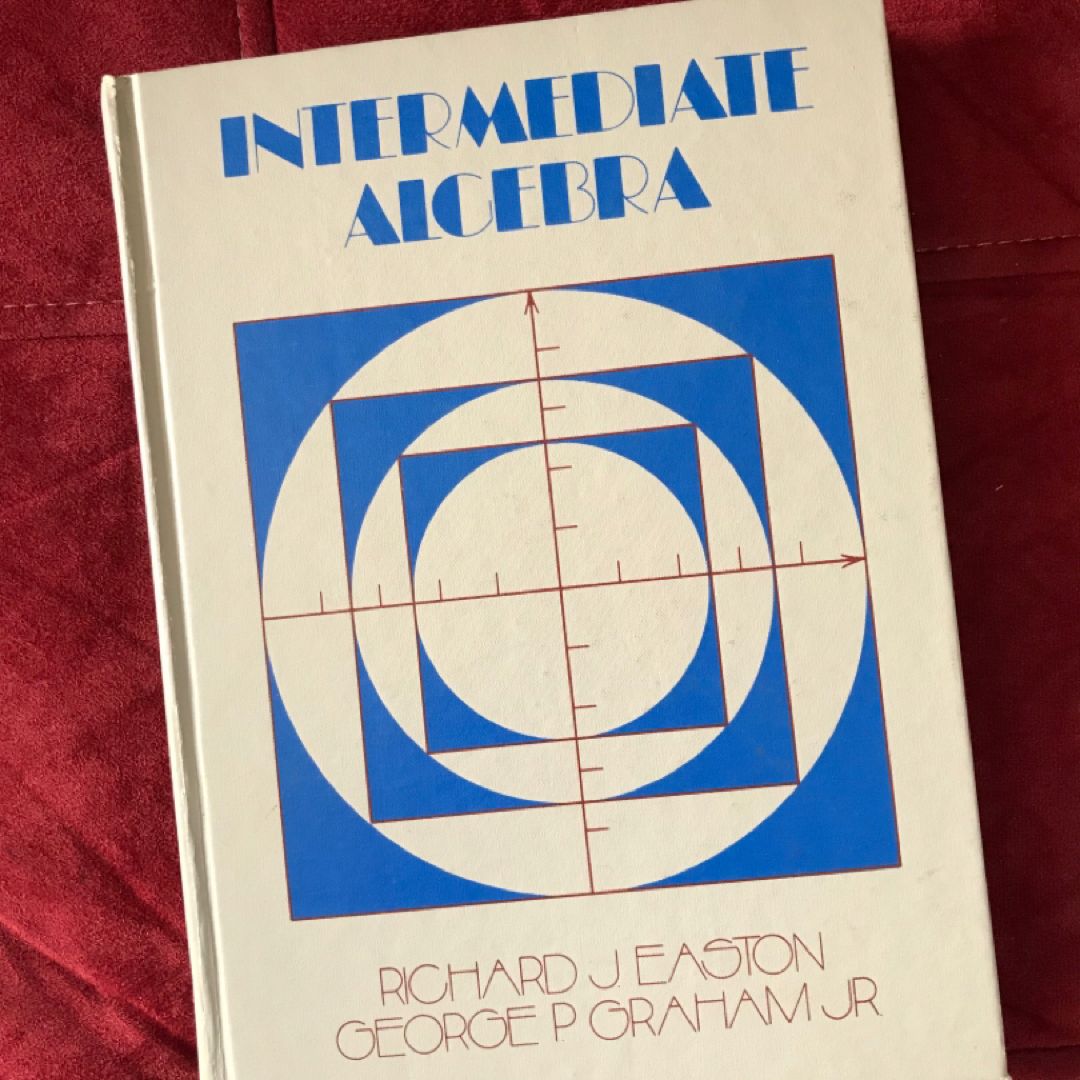 INTERMEDIATE
ALGEBRA
RICHARD J. EASTON
GEORGE P. GRAHAM JR.